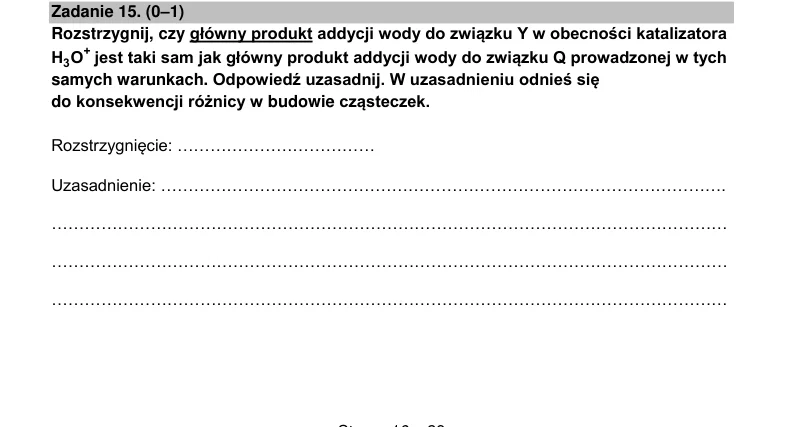 Zadanie 15. (0–1)
Rozstrzygnij, czy główny produkt addycji wody do związku Y w obecności katalizatora
H₃O⁺ jest taki sam jak główny produkt addycji wody do związku Q prowadzonej w tych
samych warunkach. Odpowiedź uzasadnij. W uzasadnieniu odnieś się
do konsekwencji różnicy w budowie cząsteczek.
Rozstrzygnięcie: ………………………………
Uzasadnienie: …………………………………………………………………………………………
……………………………………………………………………………………………………………
……………………………………………………………………………………………………………
……………………………………………………………………………………………………………